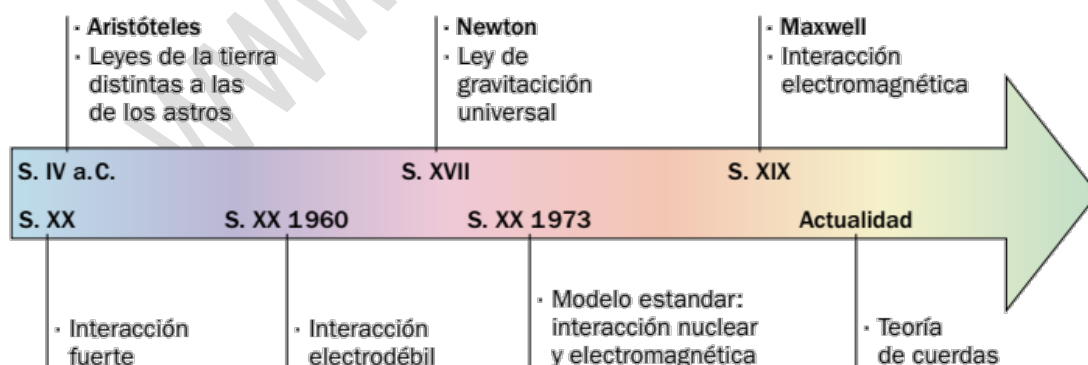 · Aristóteles
· Leyes de la tierra
distintas a las
de los astros
· Newton
· Ley de
gravitacición
universal
· Maxwell
· Interacción
electromagnética
S. IV a.C.
S. XVII
S. XIX
S. XX
S. XX 1960
S. XX 1973
Actualidad
· Interacción
fuerte
· Interacción
electrodébil
· Modelo estandar:
interacción nuclear
y electromagnética
· Teoría
de cuerdas